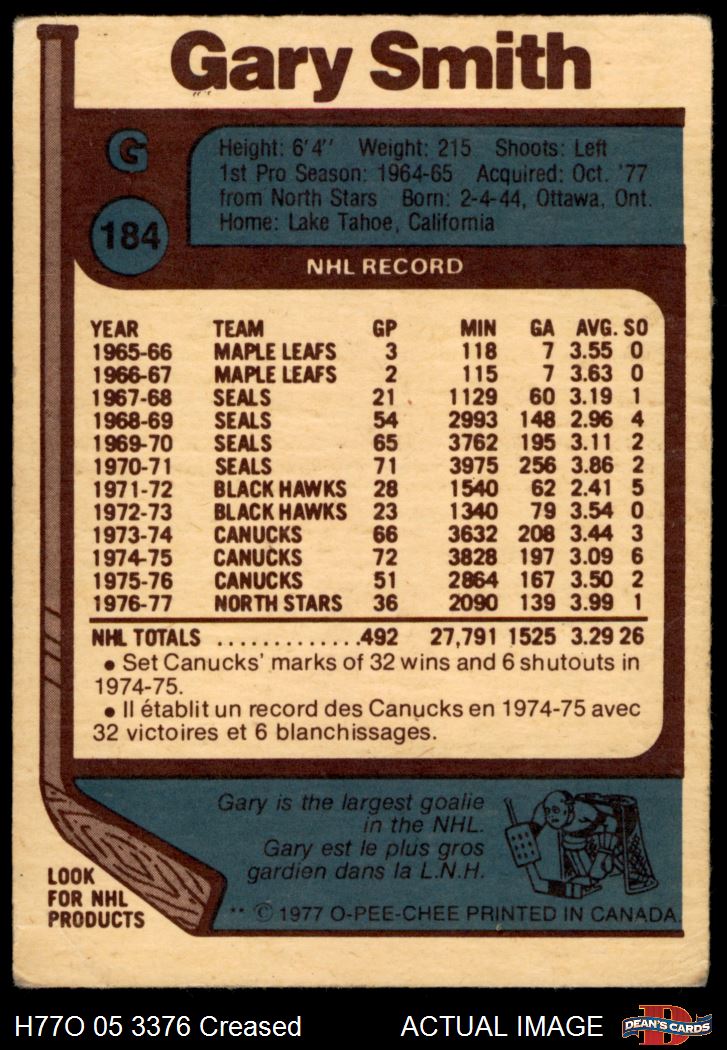 Gary Smith
G
184
Height: 6'4" Weight: 215 Shoots: Left
1st Pro Season: 1964-65 Acquired: Oct. '77
from North Stars Born: 2-4-44, Ottawa, Ont.
Home: Lake Tahoe, California
NHL RECORD
YEAR TEAM GP MIN GA AVG. SO
1965-66 MAPLE LEAFS 3 118 7 3.55 0
1966-67 MAPLE LEAFS 2 115 7 3.63 0
1967-68 SEALS 21 1129 60 3.19 1
1968-69 SEALS 54 2993 148 2.96 4
1969-70 SEALS 65 3762 195 3.11 2
1970-71 SEALS 71 3975 256 3.86 2
1971-72 BLACK HAWKS 28 1540 62 2.41 5
1972-73 BLACK HAWKS 23 1340 79 3.54 0
1973-74 CANUCKS 66 3632 208 3.44 3
1974-75 CANUCKS 72 3828 197 3.09 6
1975-76 CANUCKS 51 2864 167 3.50 2
1976-77 NORTH STARS 36 2090 139 3.99 1
NHL TOTALS .............492 27,791 1525 3.29 26
• Set Canucks' marks of 32 wins and 6 shutouts in
1974-75.
• Il établit un record des Canucks en 1974-75 avec
32 victoires et 6 blanchissages.
Gary is the largest goalie
in the NHL.
Gary est le plus gros
gardien dans la L.N.H.
LOOK
FOR NHL
PRODUCTS
** © 1977 O-PEE-CHEE PRINTED IN CANADA.
H77O 05 3376 Creased ACTUAL IMAGE
D
DEAN'S CARDS